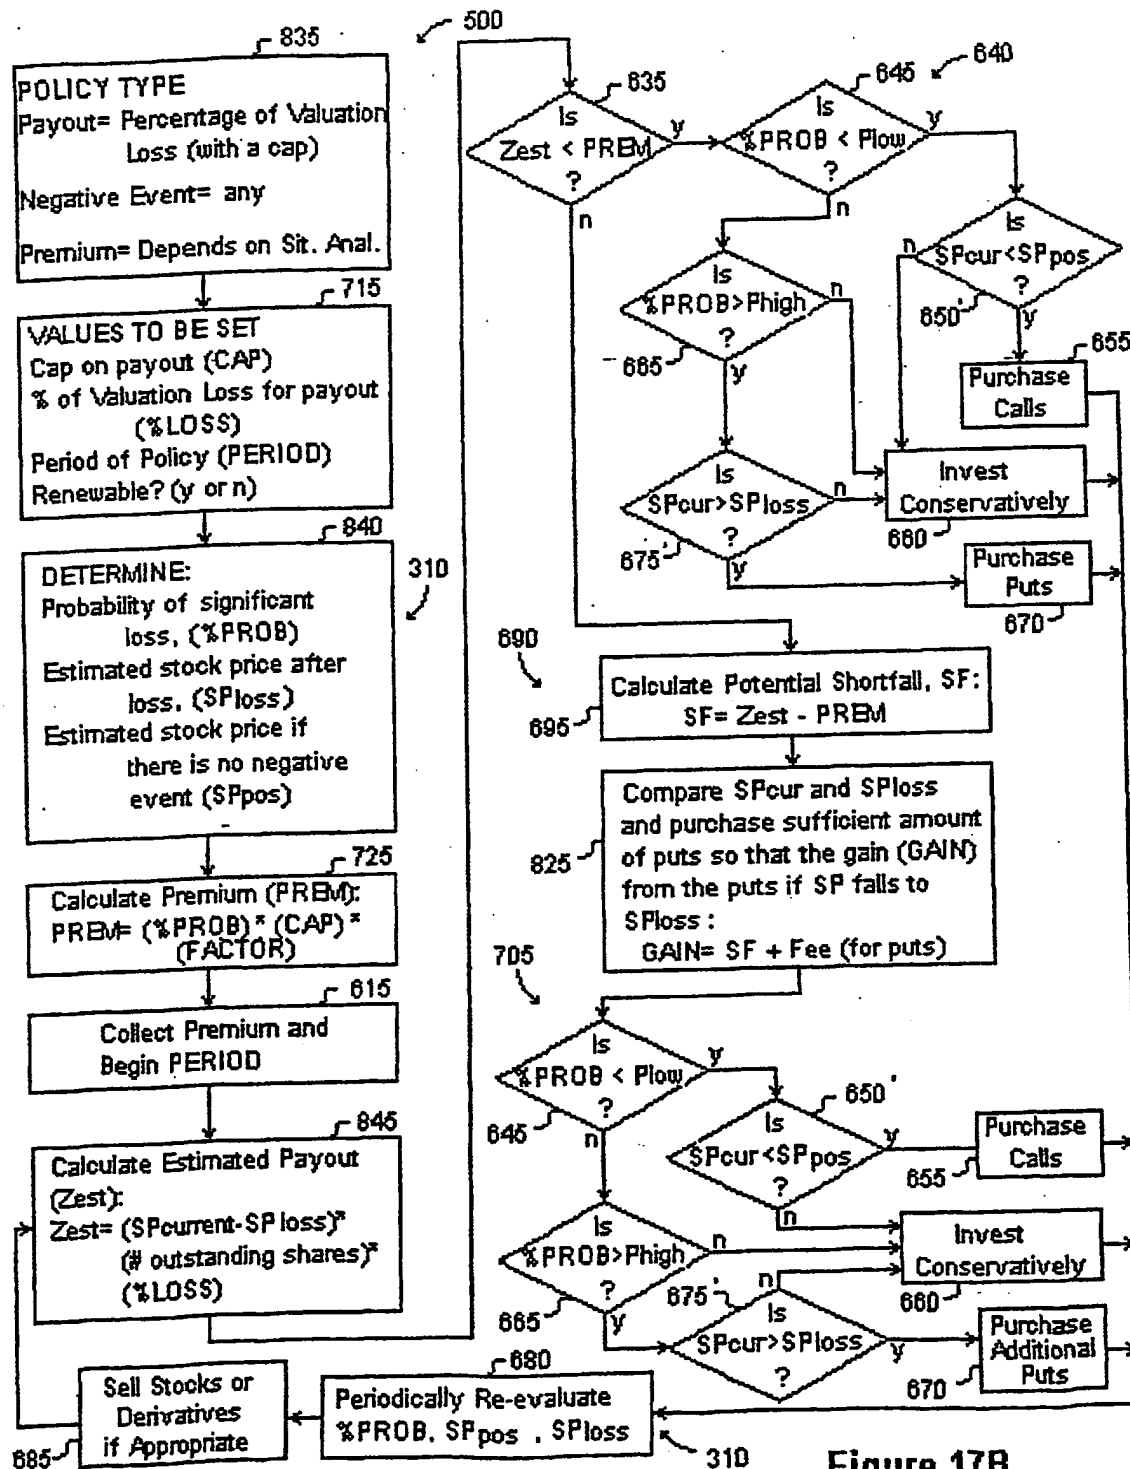 835
500
POLICY TYPE
Payout= Percentage of Valuation
Loss (with a cap)
Negative Event= any
Premium= Depends on Sit. Anal.
715
VALUES TO BE SET
Cap on payout (CAP)
% of Valuation Loss for payout
(%LOSS)
Period of Policy (PERIOD)
Renewable? (y or n)
840
DETERMINE:
Probability of significant
loss, (%PROB)
Estimated stock price after
loss, (SPloss)
Estimated stock price if
there is no negative
event (SPpos)
310
725
Calculate Premium (PREM):
PREM= (%PROB)* (CAP)*
(FACTOR)
615
Collect Premium and
Begin PERIOD
845
Calculate Estimated Payout
(Zest):
Zest= (SPcurrent-SPloss)*
(# outstanding shares)*
(%LOSS)
635
Is
Zest < PREM
?
y
n
645
640
Is
%PROB < Plow
?
y
n
Is
SPcur<SPpos
?
n
y
650'
655
Purchase
Calls
Is
%PROB>Phigh
?
n
y
665
Invest
Conservatively
660
Is
SPcur>SPloss
?
n
y
675'
Purchase
Puts
670
690
Calculate Potential Shortfall, SF:
SF= Zest - PREM
695
Compare SPcur and SPloss
and purchase sufficient amount
of puts so that the gain (GAIN)
from the puts if SP falls to
SPloss :
GAIN= SF + Fee (for puts)
825
705
Is
%PROB < Plow
?
y
n
645
650'
Is
SPcur<SPpos
?
y
n
Purchase
Calls
655
Is
%PROB>Phigh
?
n
y
665
Invest
Conservatively
660
675'
n
Is
SPcur>SPloss
?
y
Purchase
Additional
Puts
670
680
Periodically Re-evaluate
%PROB, SPpos , SPloss
310
Sell Stocks or
Derivatives
if Appropriate
685
Figure 17B